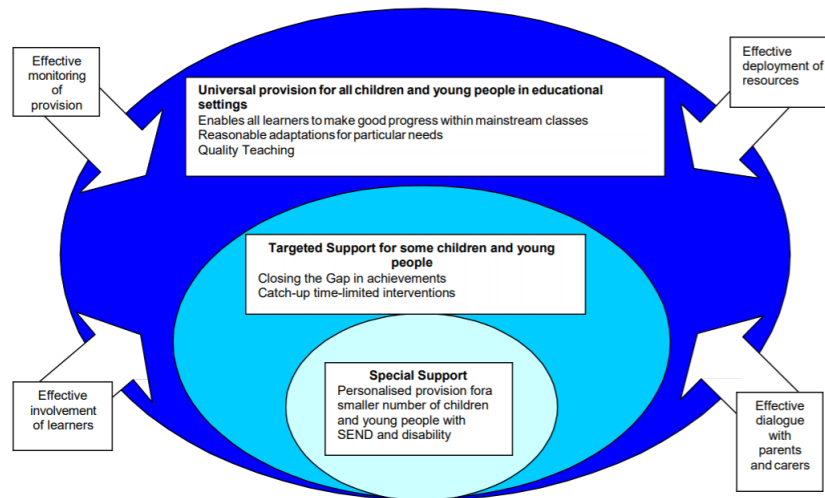 Effective
monitoring
of
provision
Effective
deployment of
resources
Universal provision for all children and young people in educational
settings
Enables all learners to make good progress within mainstream classes
Reasonable adaptations for particular needs
Quality Teaching
Targeted Support for some children and young
people
Closing the Gap in achievements
Catch-up time-limited interventions
Special Support
Personalised provision fora
smaller number of children
and young people with
SEND and disability
Effective
involvement
of learners
Effective
dialogue
with
parents
and carers